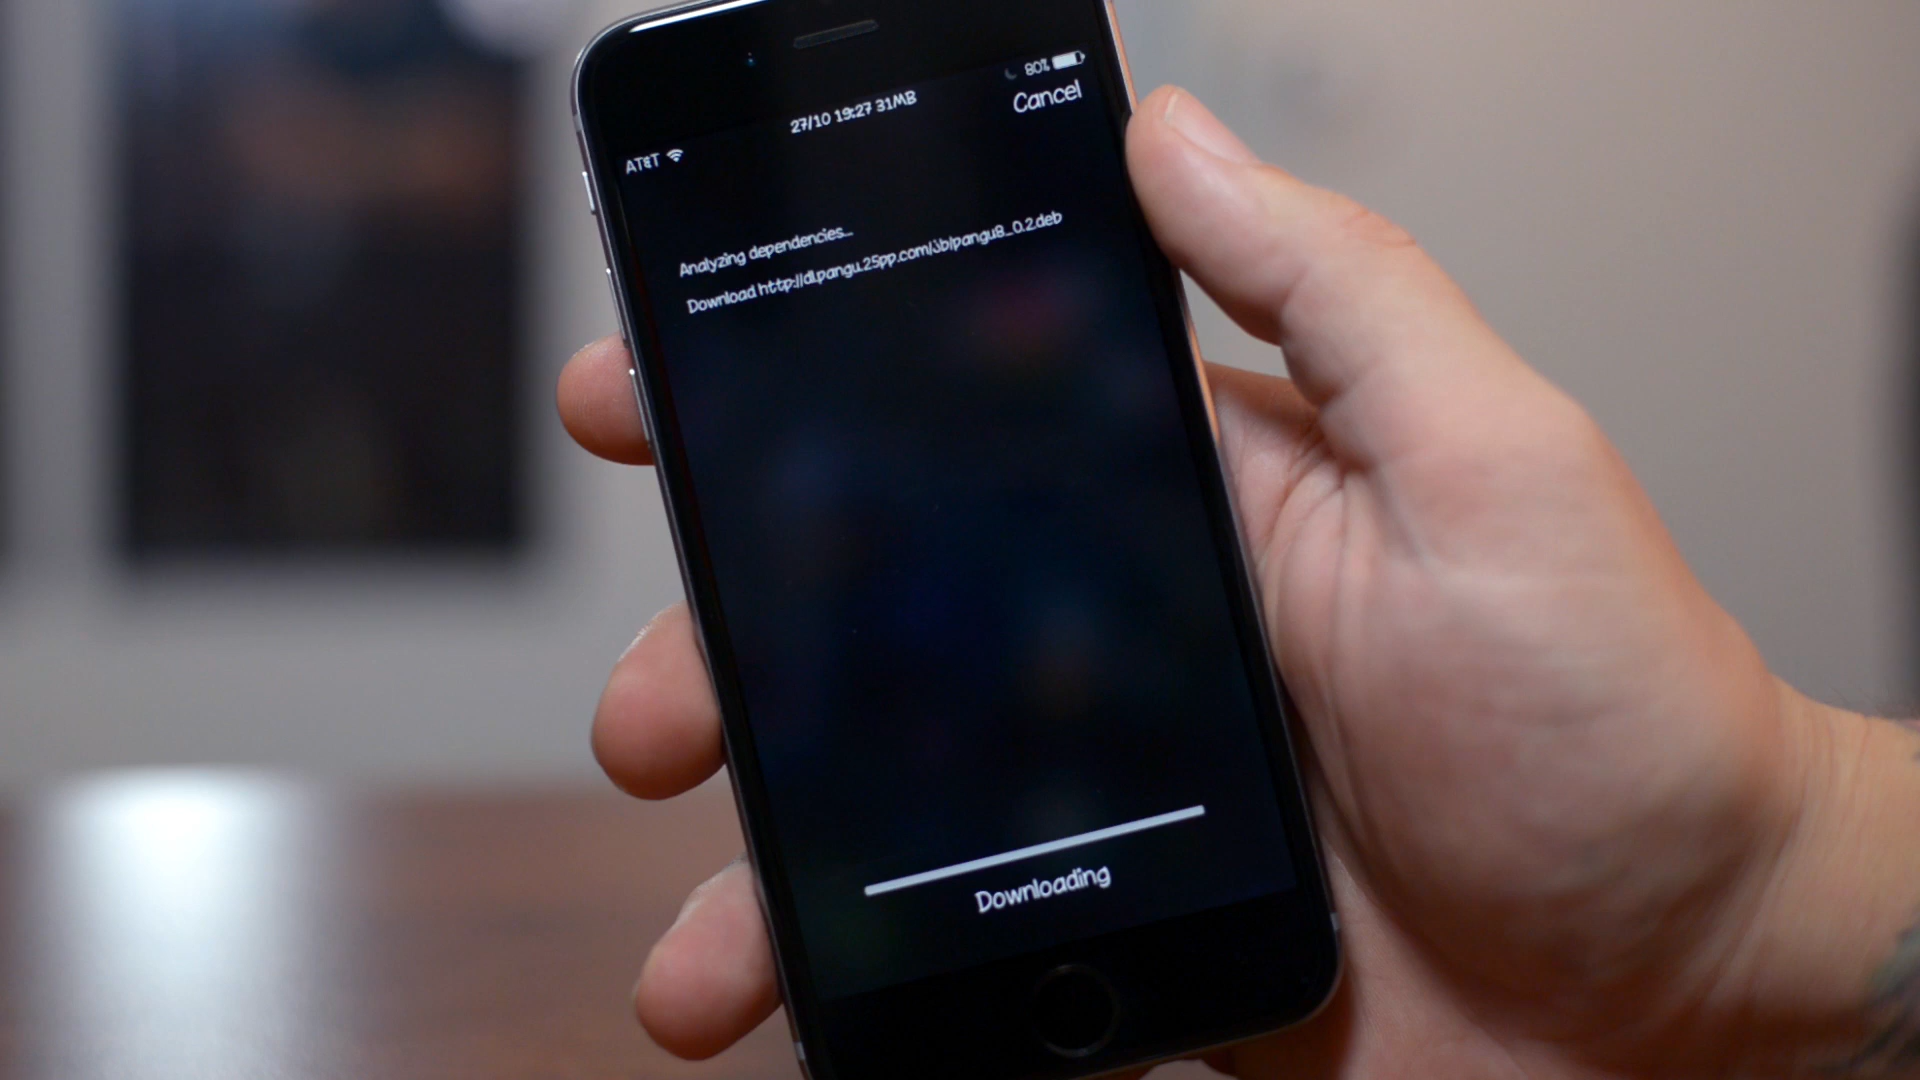 80%
27/10 19:27 31MB
Cancel
AT&T
Analyzing dependencies...
Download http://dl.pangu.25pp.com/jb/pangu8_0.2.deb
Downloading